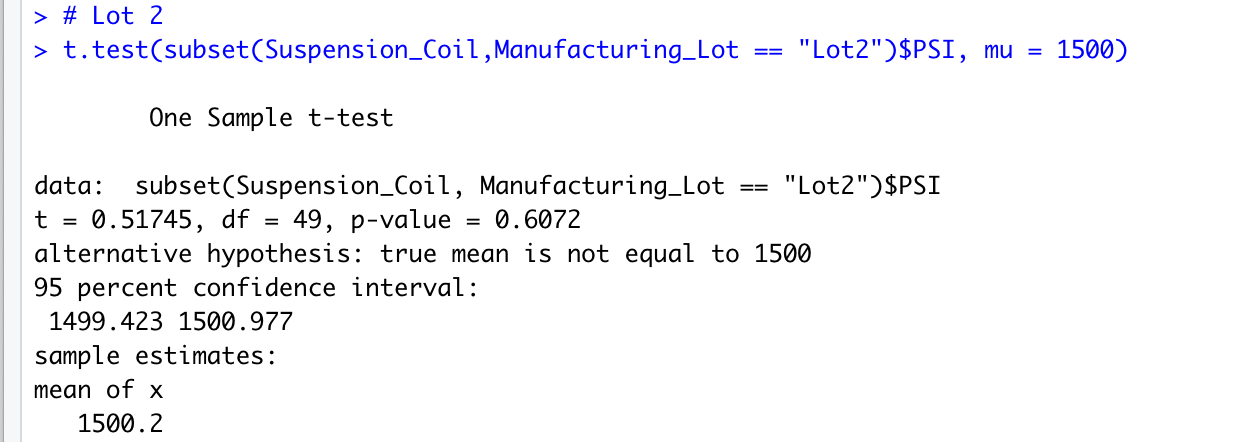 > # Lot 2
> t.test(subset(Suspension_Coil,Manufacturing_Lot == "Lot2")$PSI, mu = 1500)
One Sample t-test
data:  subset(Suspension_Coil, Manufacturing_Lot == "Lot2")$PSI
t = 0.51745, df = 49, p-value = 0.6072
alternative hypothesis: true mean is not equal to 1500
95 percent confidence interval:
1499.423 1500.977
sample estimates:
mean of x
1500.2